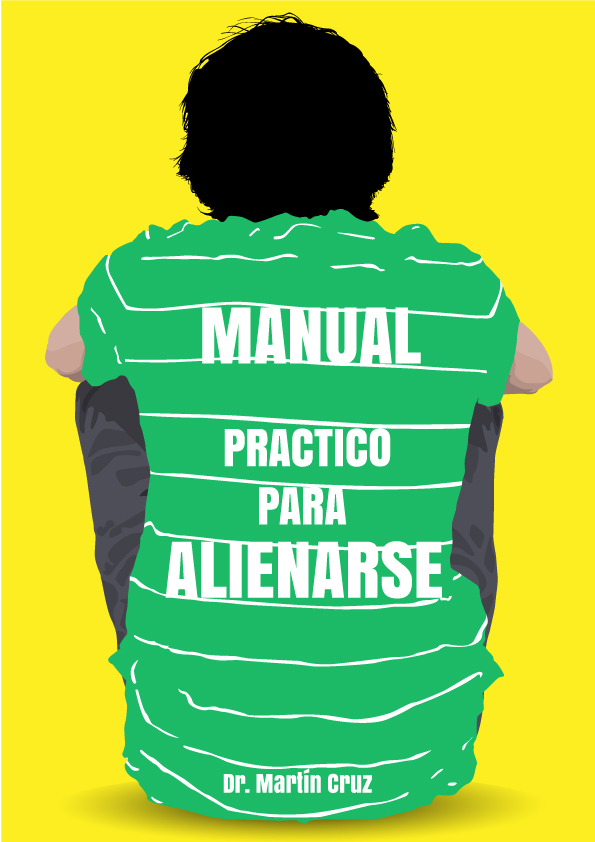 MANUAL
PRACTICO
PARA
ALIENARSE
Dr. Martín Cruz